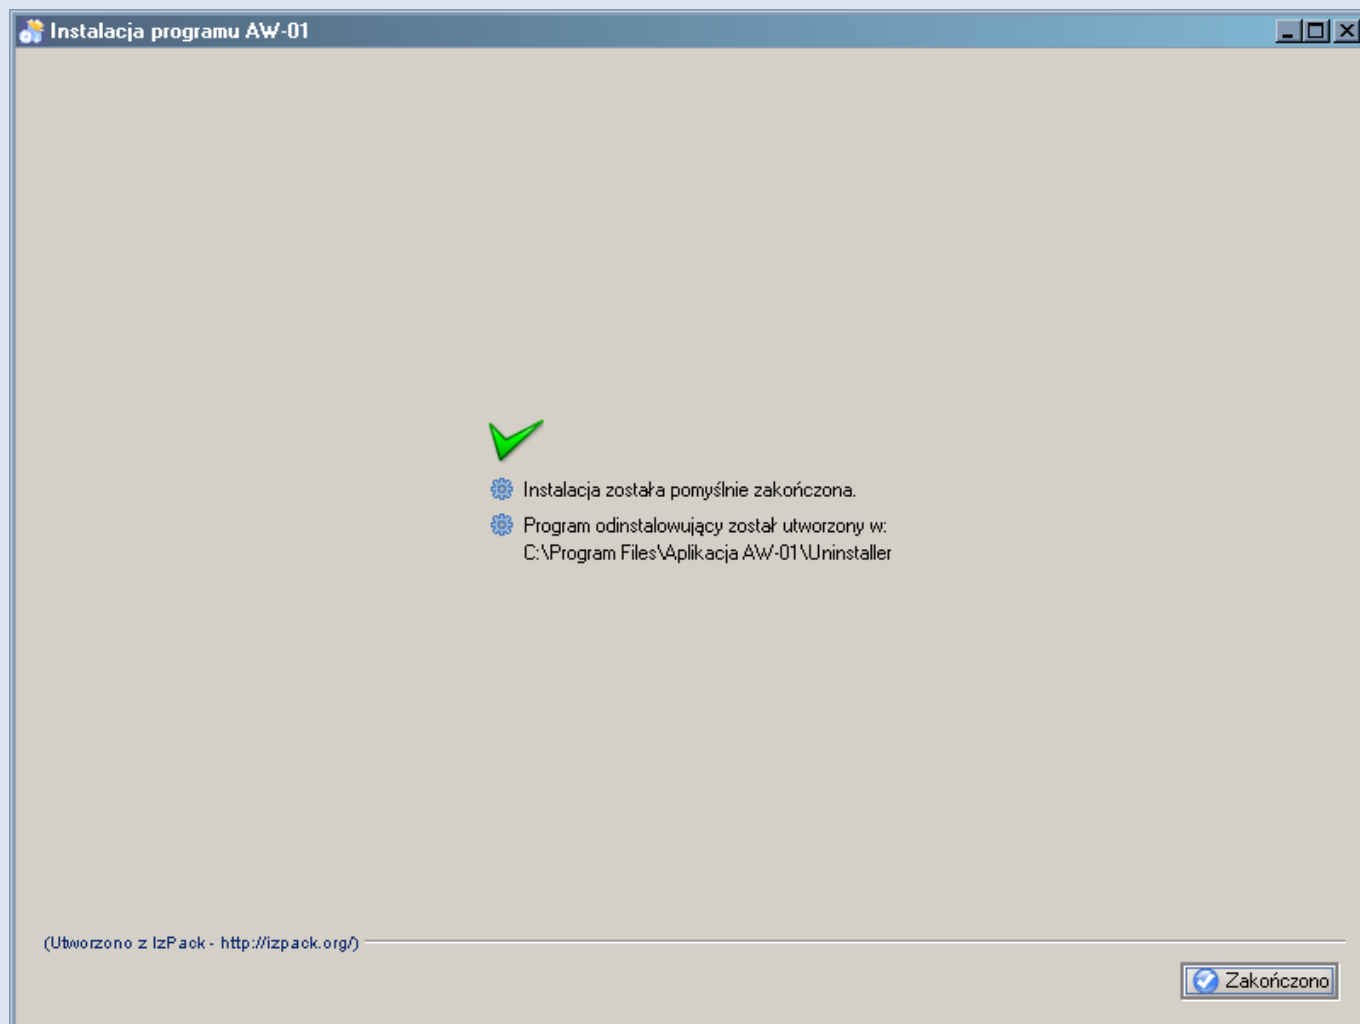 Instalacja programu AW-01
Instalacja została pomyślnie zakończona.
Program odinstalowujący został utworzony w:
C:\Program Files\Aplikacja AW-01\Uninstaller
(Utworzono z IzPack - http://izpack.org/)
Zakończono